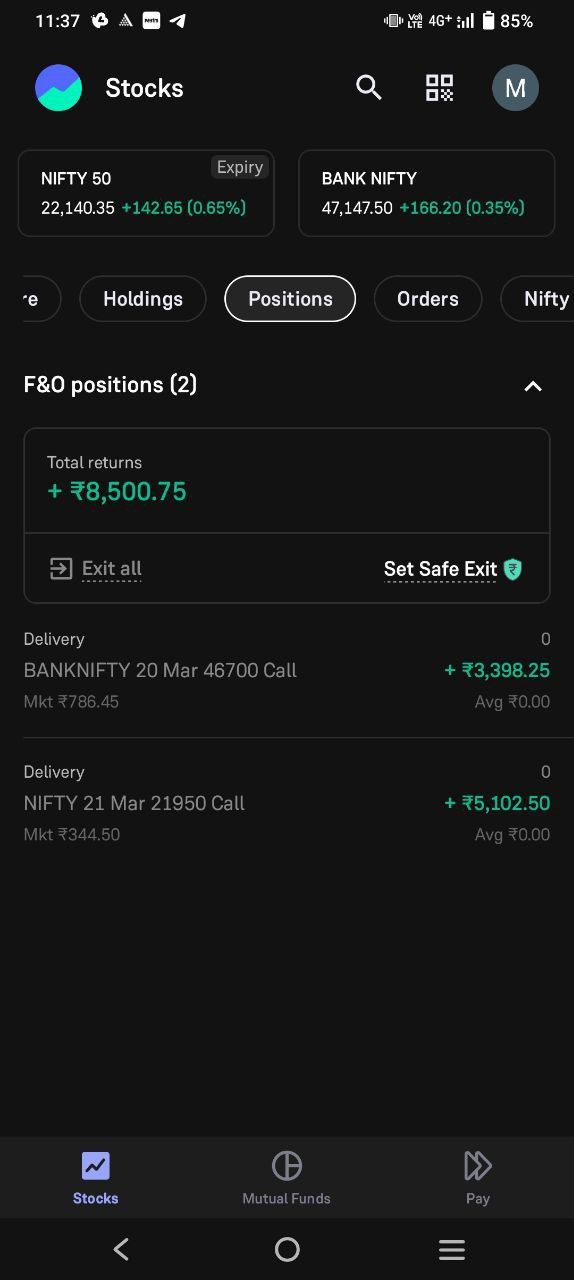 11:37 4G+ 85%
Stocks M
NIFTY 50 Expiry
22,140.35 +142.65 (0.65%)
BANK NIFTY
47,147.50 +166.20 (0.35%)
re Holdings Positions Orders Nifty
F&O positions (2)
Total returns
+ ₹8,500.75
Exit all Set Safe Exit ₹
Delivery 0
BANKNIFTY 20 Mar 46700 Call + ₹3,398.25
Mkt ₹786.45 Avg ₹0.00
Delivery 0
NIFTY 21 Mar 21950 Call + ₹5,102.50
Mkt ₹344.50 Avg ₹0.00
Stocks Mutual Funds Pay